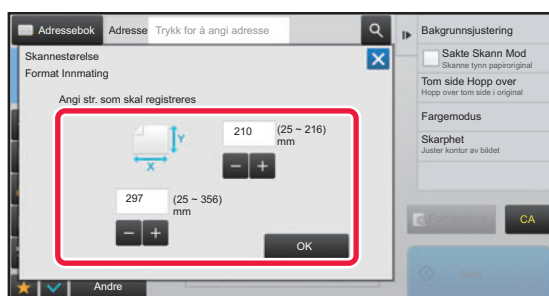 Adressebok Adresse Trykk for å angi adresse
Skannestørelse
Format Innmating
Angi str. som skal registreres
Y
X
210 (25 ~ 216)
mm
297 (25 ~ 356)
mm
OK
Andre
Bakgrunnsjustering
Sakte Skann Mod
Skanne tynn papiroriginal
Tom side Hopp over
Hopp over tom side i original
Fargemodus
Skarphet
Juster kontur av bildet
CA
Start